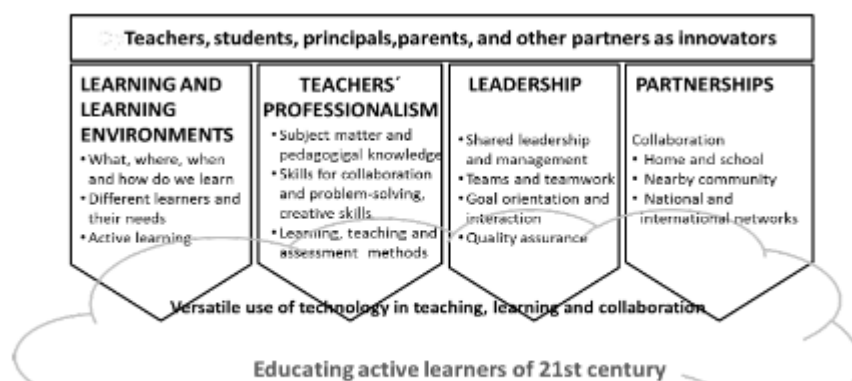 Teachers, students, principals,parents, and other partners as innovators
LEARNING AND
LEARNING
ENVIRONMENTS
• What, where, when
and how do we learn
• Different learners and
their needs
• Active learning
TEACHERS´
PROFESSIONALISM
• Subject matter and
pedagogigal knowledge
• Skills for collaboration
and problem-solving,
creative skills
• Learning, teaching and
assessment methods
LEADERSHIP
• Shared leadership
and management
• Teams and teamwork
• Goal orientation and
interaction
• Quality assurance
PARTNERSHIPS
Collaboration
• Home and school
• Nearby community
• National and
international networks
Versatile use of technology in teaching, learning and collaboration
Educating active learners of 21st century